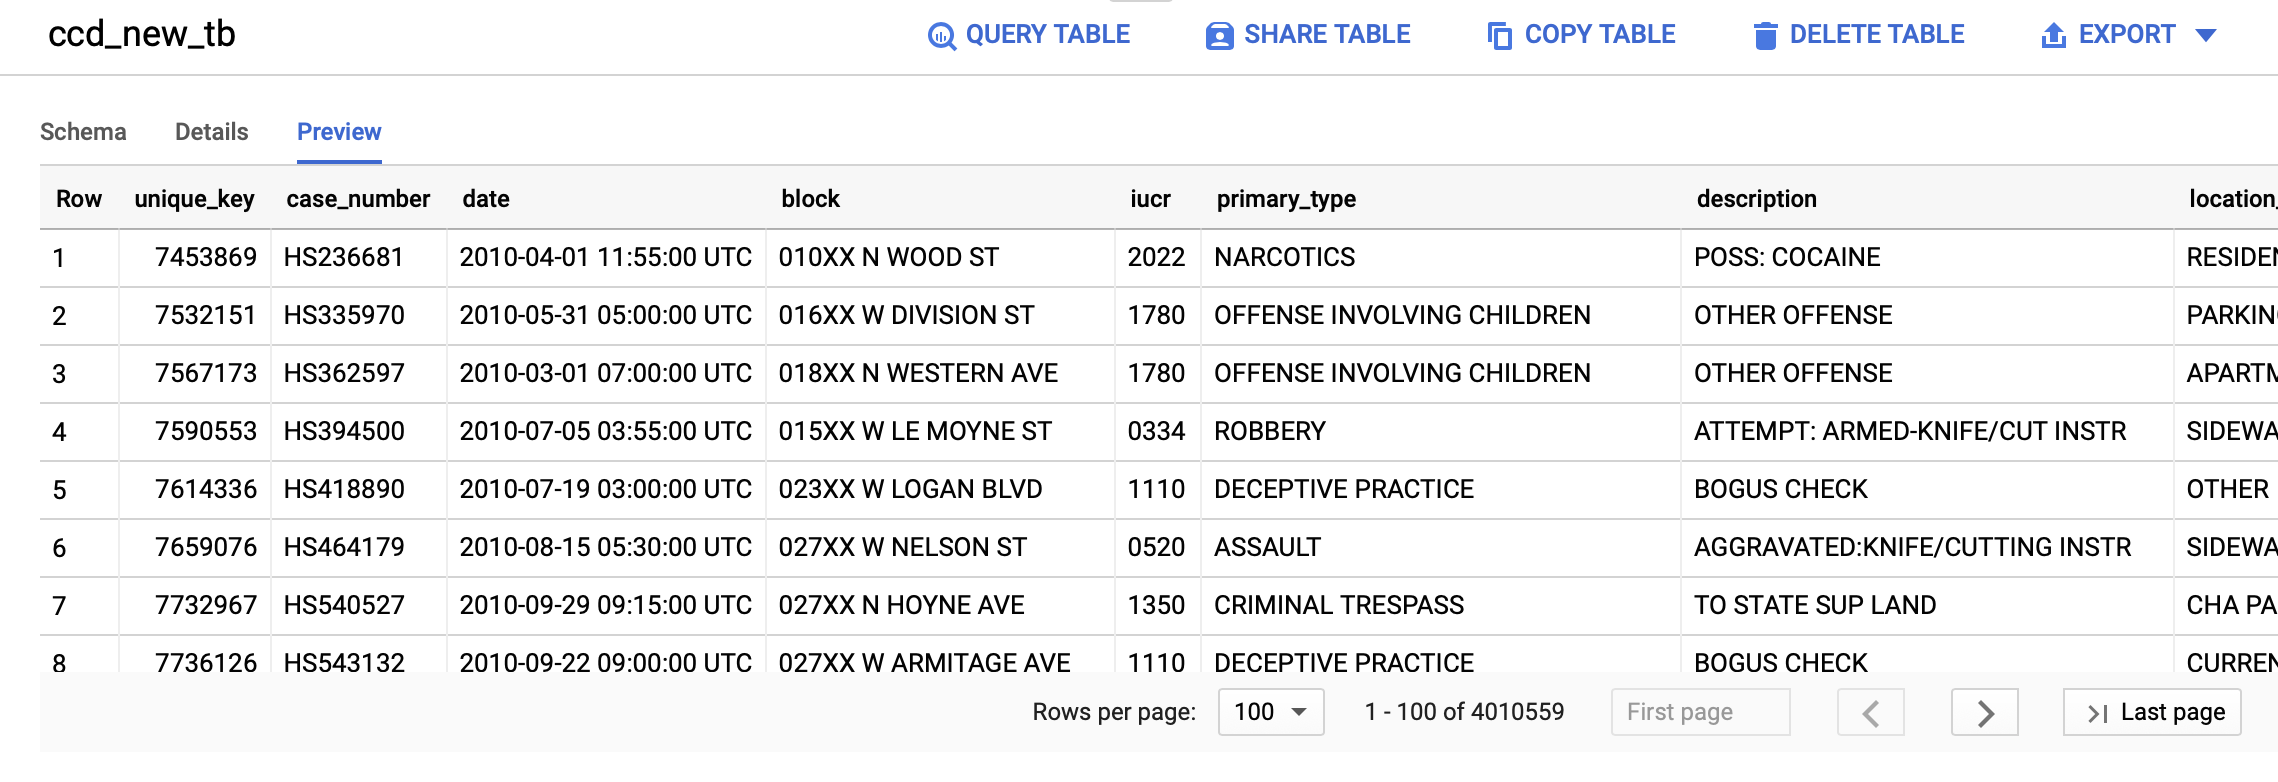 ccd_new_tb QUERY TABLE SHARE TABLE COPY TABLE DELETE TABLE EXPORT
Schema Details Preview
Row unique_key case_number date block iucr primary_type description location_
1 7453869 HS236681 2010-04-01 11:55:00 UTC 010XX N WOOD ST 2022 NARCOTICS POSS: COCAINE RESIDEN
2 7532151 HS335970 2010-05-31 05:00:00 UTC 016XX W DIVISION ST 1780 OFFENSE INVOLVING CHILDREN OTHER OFFENSE PARKIN
3 7567173 HS362597 2010-03-01 07:00:00 UTC 018XX N WESTERN AVE 1780 OFFENSE INVOLVING CHILDREN OTHER OFFENSE APARTM
4 7590553 HS394500 2010-07-05 03:55:00 UTC 015XX W LE MOYNE ST 0334 ROBBERY ATTEMPT: ARMED-KNIFE/CUT INSTR SIDEWA
5 7614336 HS418890 2010-07-19 03:00:00 UTC 023XX W LOGAN BLVD 1110 DECEPTIVE PRACTICE BOGUS CHECK OTHER
6 7659076 HS464179 2010-08-15 05:30:00 UTC 027XX W NELSON ST 0520 ASSAULT AGGRAVATED:KNIFE/CUTTING INSTR SIDEWA
7 7732967 HS540527 2010-09-29 09:15:00 UTC 027XX N HOYNE AVE 1350 CRIMINAL TRESPASS TO STATE SUP LAND CHA PA
8 7736126 HS543132 2010-09-22 09:00:00 UTC 027XX W ARMITAGE AVE 1110 DECEPTIVE PRACTICE BOGUS CHECK CURREN
Rows per page: 100 1 - 100 of 4010559 First page Last page